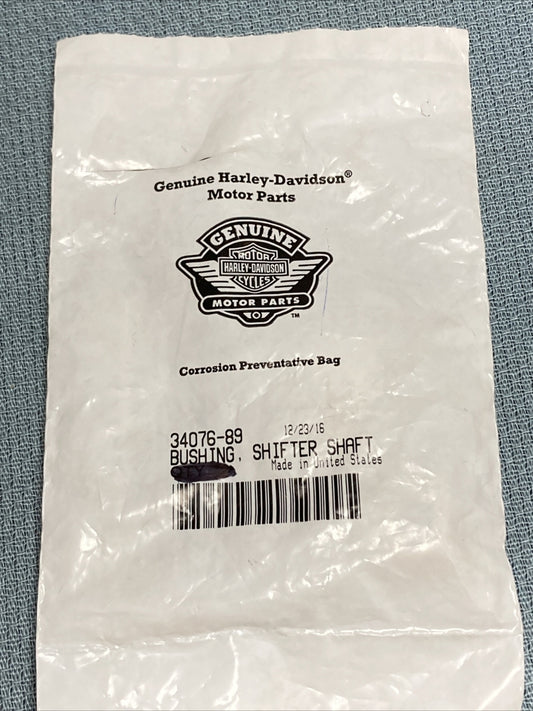 Genuine Harley-Davidson®
Motor Parts
GENUINE
MOTOR
HARLEY-DAVIDSON
CYCLES
MOTOR PARTS
TM
Corrosion Preventative Bag
34076-89 12/23/16
BUSHING, SHIFTER SHAFT
QTY Made in United States